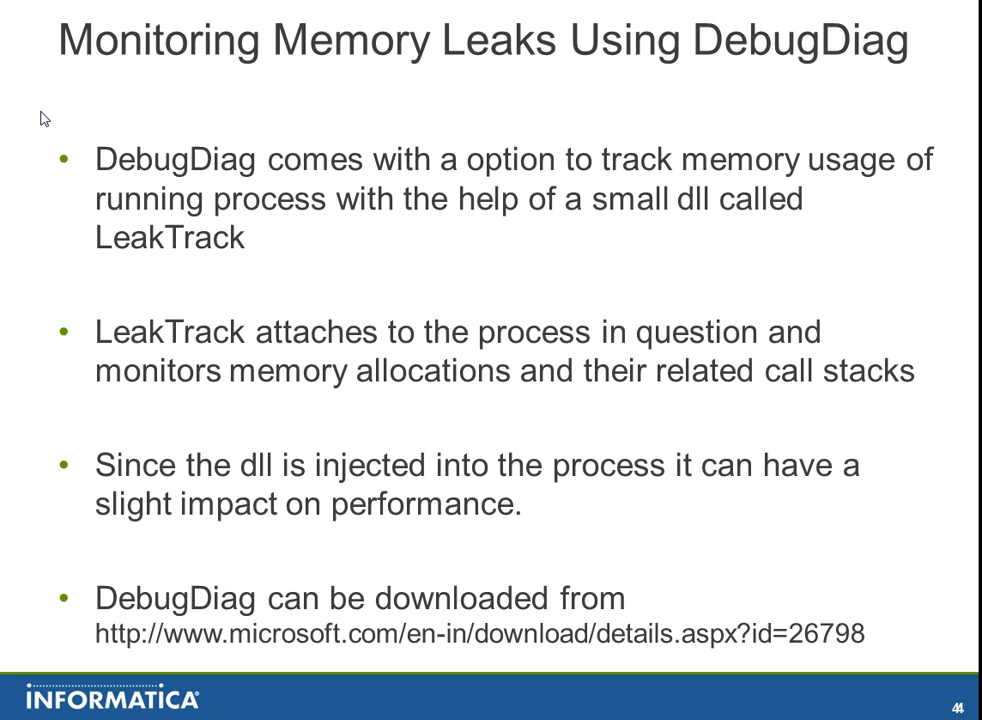 Monitoring Memory Leaks Using DebugDiag
• DebugDiag comes with a option to track memory usage of
running process with the help of a small dll called
LeakTrack
• LeakTrack attaches to the process in question and
monitors memory allocations and their related call stacks
• Since the dll is injected into the process it can have a
slight impact on performance.
• DebugDiag can be downloaded from
http://www.microsoft.com/en-in/download/details.aspx?id=26798
INFORMATICA®
44